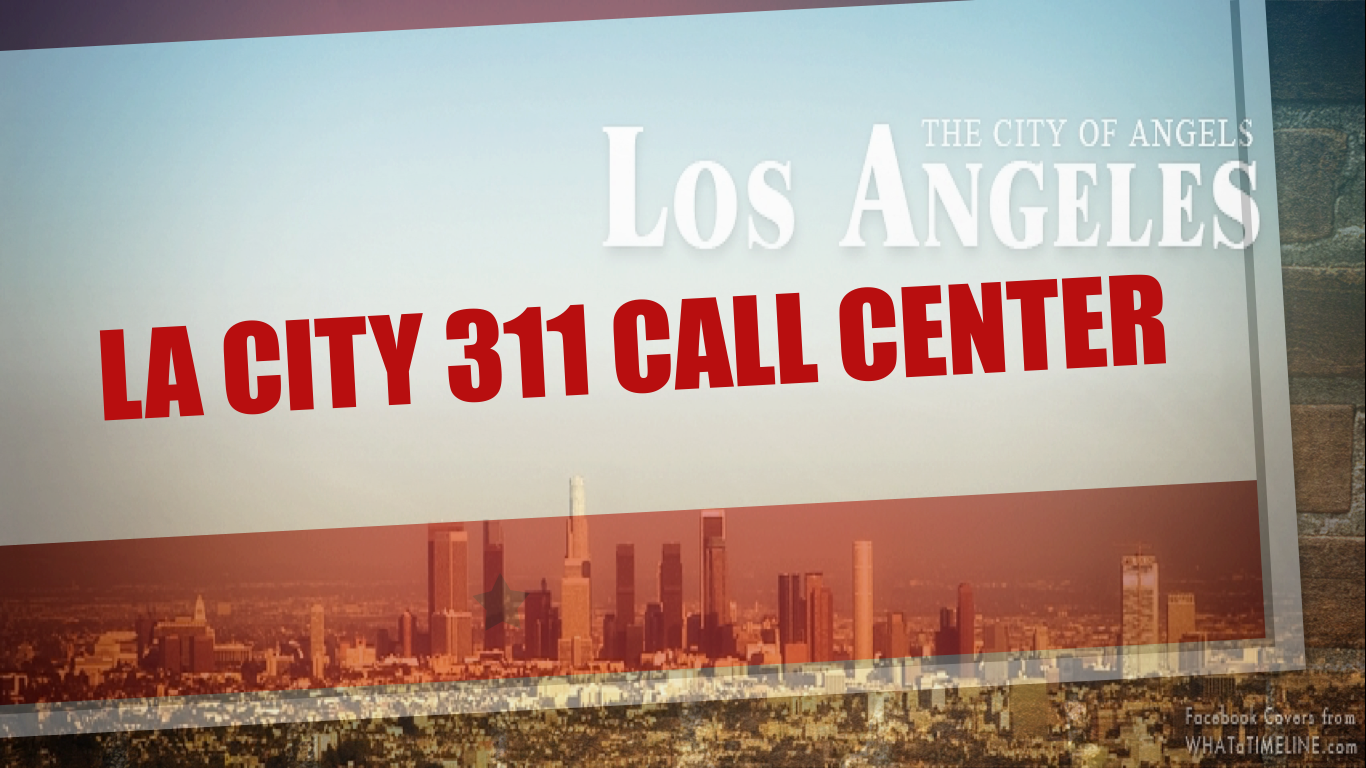 THE CITY OF ANGELS
LOS ANGELES
LA CITY 311 CALL CENTER
Facebook Covers from
WHATaTIMELINE.com